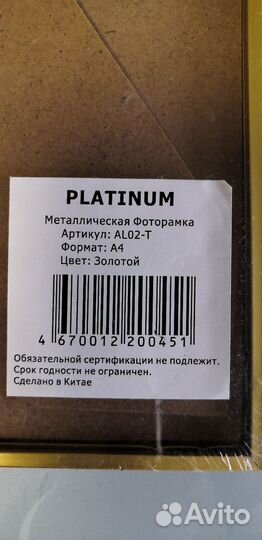 PLATINUM
Металлическая Фоторамка
Артикул: AL02-T
Формат: А4
Цвет: Золотой
4 670012 200451
Обязательной сертификации не подлежит.
Срок годности не ограничен.
Сделано в Китае
Avito